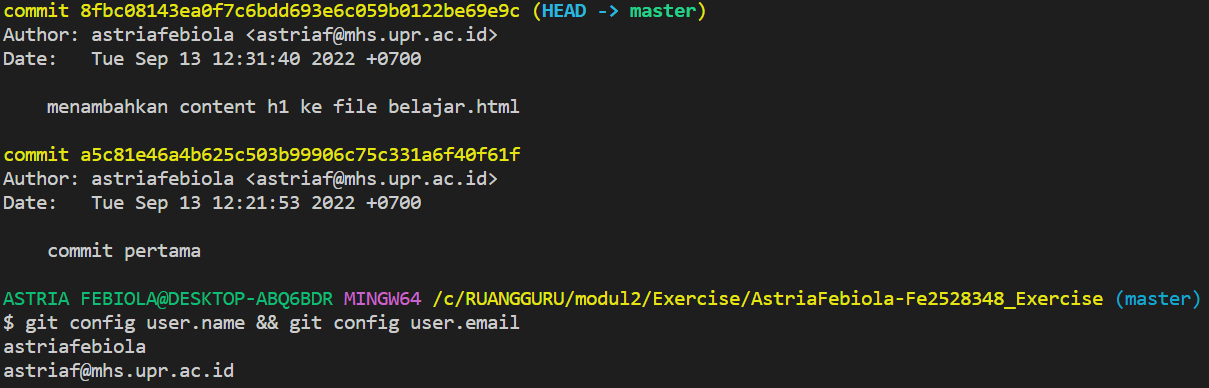 commit 8fbc08143ea0f7c6bdd693e6c059b0122be69e9c (HEAD -> master)
Author: astriafebiola <astriaf@mhs.upr.ac.id>
Date:   Tue Sep 13 12:31:40 2022 +0700
menambahkan content h1 ke file belajar.html
commit a5c81e46a4b625c503b99906c75c331a6f40f61f
Author: astriafebiola <astriaf@mhs.upr.ac.id>
Date:   Tue Sep 13 12:21:53 2022 +0700
commit pertama
ASTRIA FEBIOLA@DESKTOP-ABQ6BDR MINGW64 /c/RUANGGURU/modul2/Exercise/AstriaFebiola-Fe2528348_Exercise (master)
$ git config user.name && git config user.email
astriafebiola
astriaf@mhs.upr.ac.id